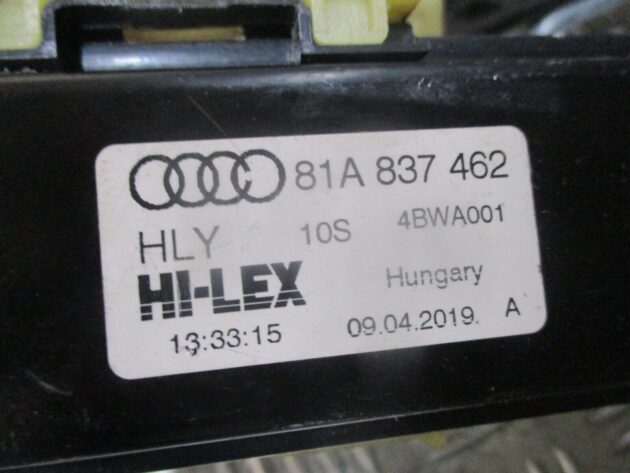 81A 837 462
HLY 10S 4BWA001
HI-LEX Hungary
13:33:15 09.04.2019. A